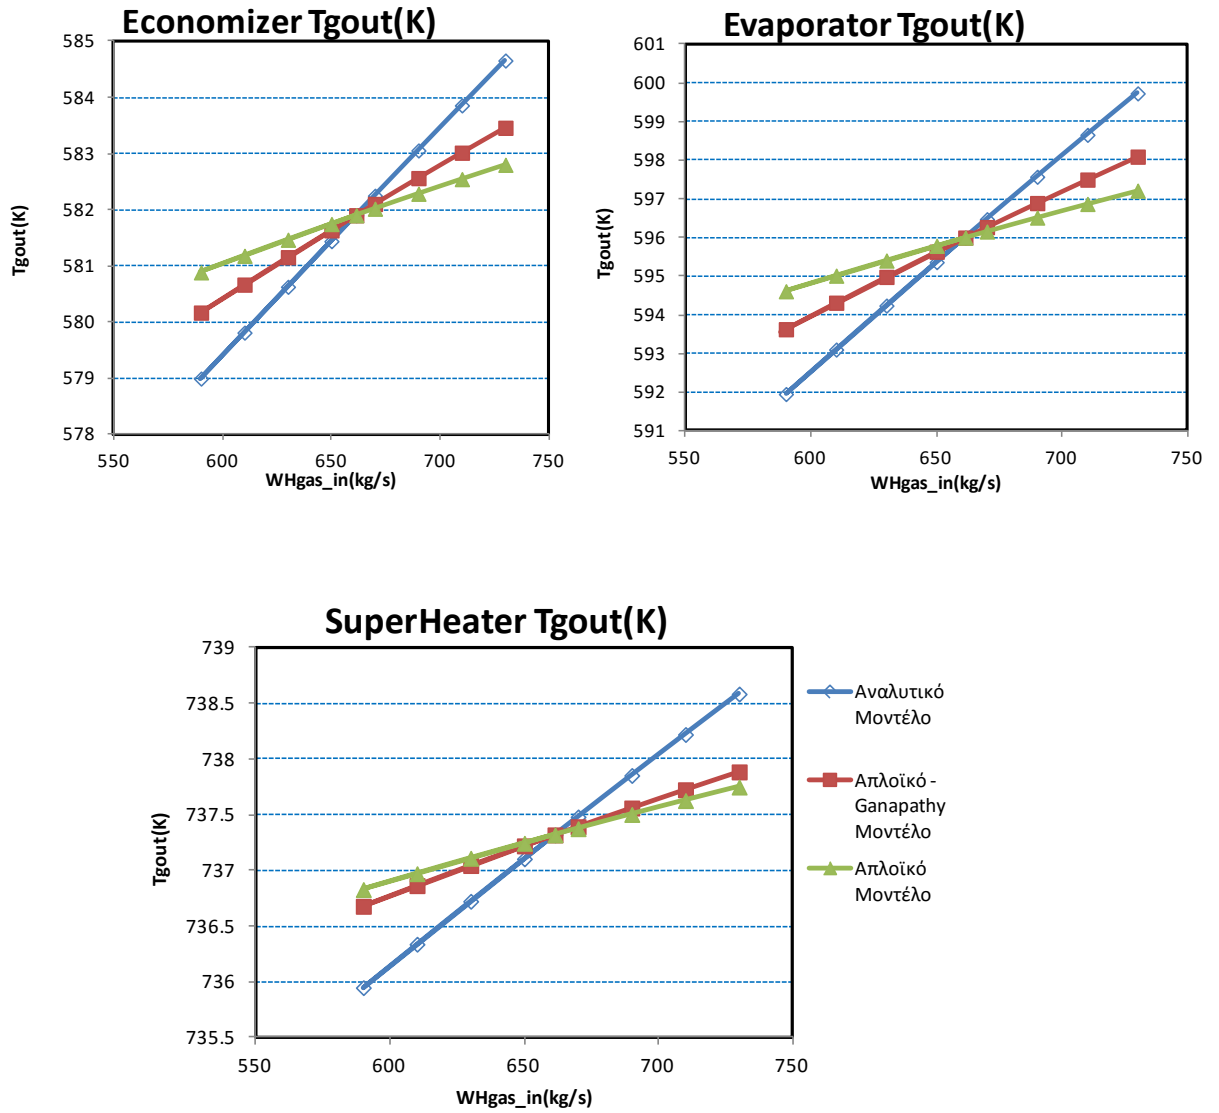 Economizer Tgout(K)
585
584
583
582
581
580
579
578
Tgout(K)
550
600
650
700
750
WHgas_in(kg/s)
Evaporator Tgout(K)
601
600
599
598
597
596
595
594
593
592
591
Tgout(K)
550
600
650
700
750
WHgas_in(kg/s)
SuperHeater Tgout(K)
739
738.5
738
737.5
737
736.5
736
735.5
Tgout(K)
550
600
650
700
750
WHgas_in(kg/s)
Αναλυτικό
Μοντέλο
Απλοϊκό -
Ganapathy
Μοντέλο
Απλοϊκό
Μοντέλο